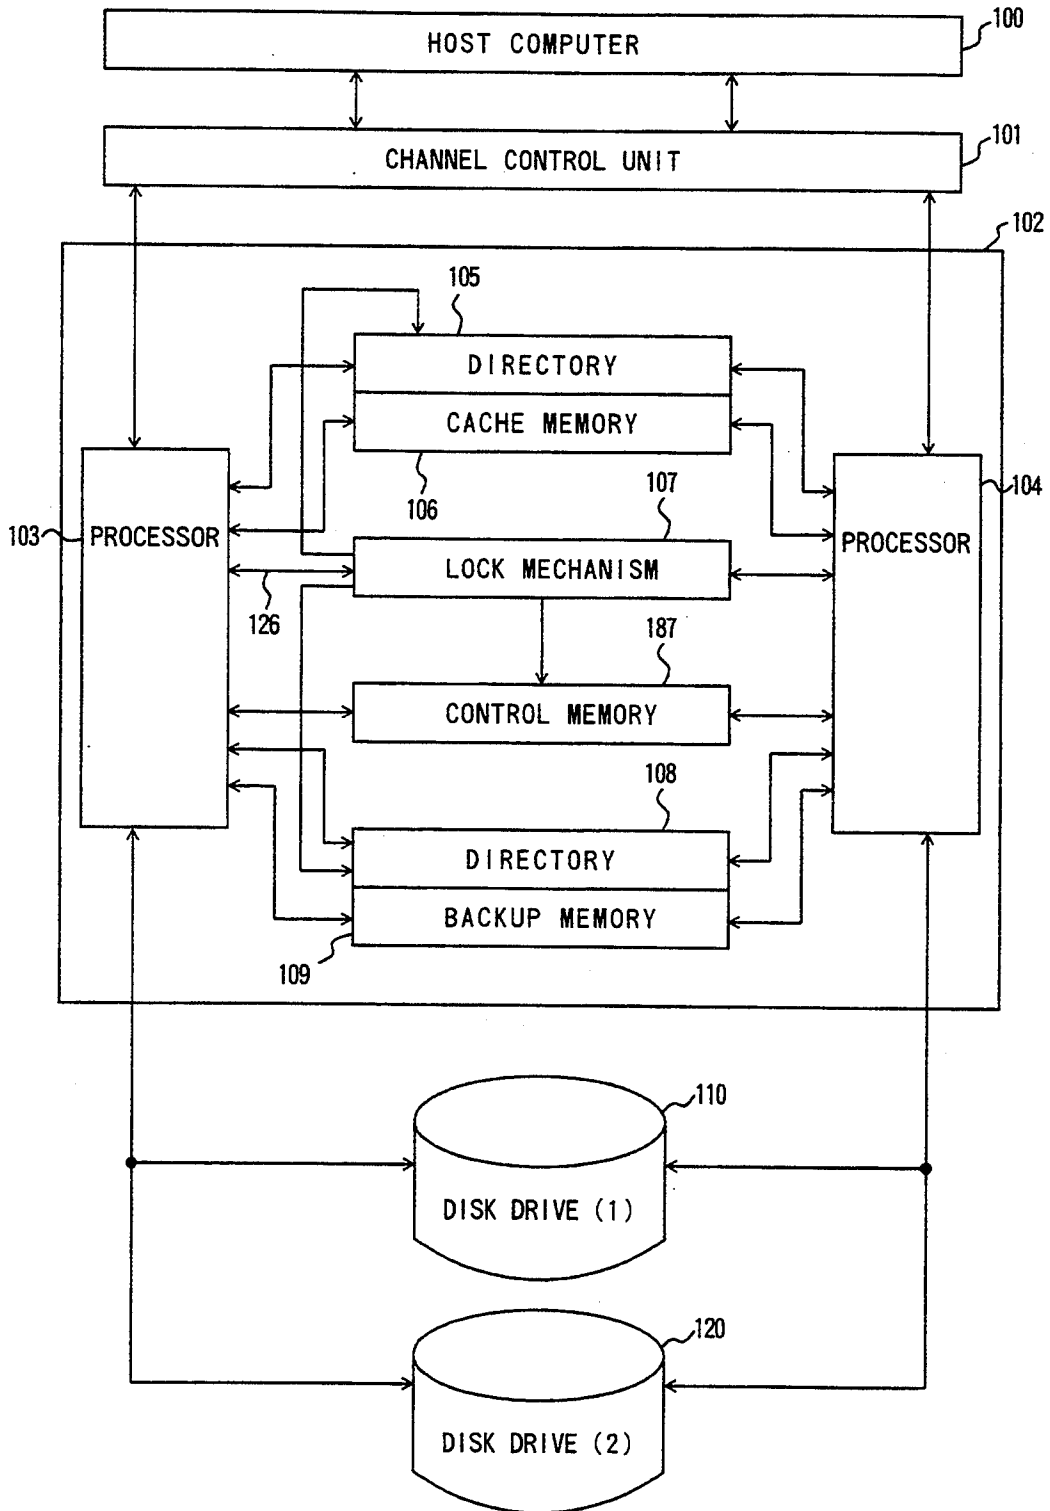 100
HOST COMPUTER
101
CHANNEL CONTROL UNIT
102
105
DIRECTORY
CACHE MEMORY
106
107
104
103
PROCESSOR
PROCESSOR
LOCK MECHANISM
126
187
CONTROL MEMORY
108
DIRECTORY
BACKUP MEMORY
109
110
DISK DRIVE (1)
120
DISK DRIVE (2)